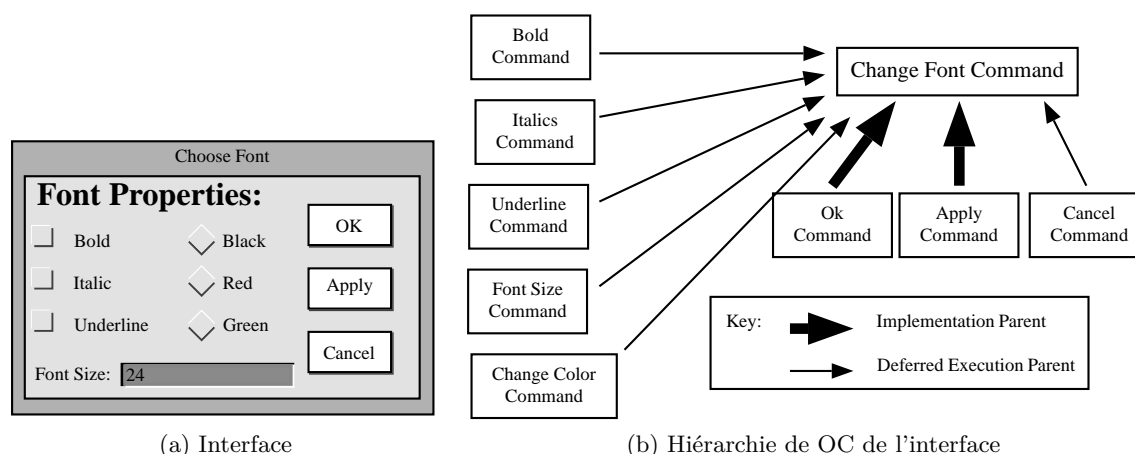 Choose Font
Font Properties:
Bold
Black
OK
Italic
Red
Apply
Underline
Green
Cancel
Font Size: 24
(a) Interface
Bold
Command
Italics
Command
Underline
Command
Font Size
Command
Change Color
Command
Change Font Command
Ok
Command
Apply
Command
Cancel
Command
Key:
Implementation Parent
Deferred Execution Parent
(b) Hiérarchie de OC de l'interface